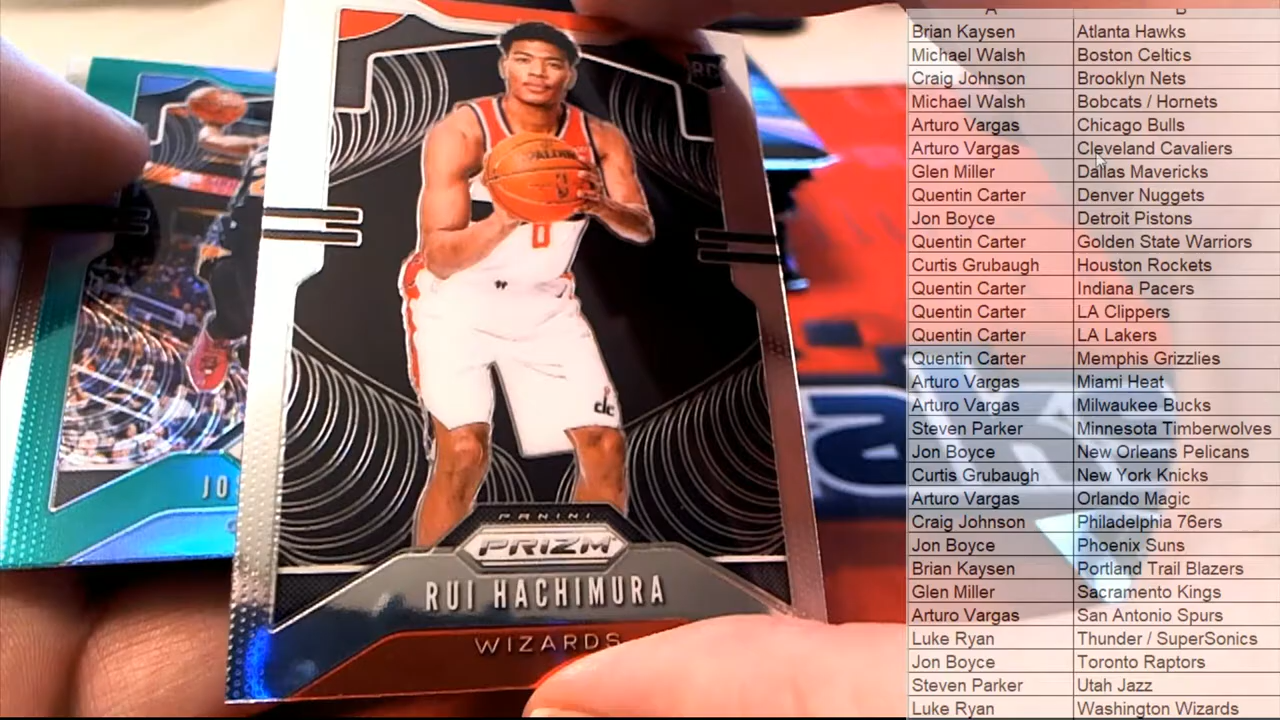 RC
SPALDING
0
dc
PANINI
PRIZM
RUI HACHIMURA
WIZARDS
JO
A B
Brian Kaysen Atlanta Hawks
Michael Walsh Boston Celtics
Craig Johnson Brooklyn Nets
Michael Walsh Bobcats / Hornets
Arturo Vargas Chicago Bulls
Arturo Vargas Cleveland Cavaliers
Glen Miller Dallas Mavericks
Quentin Carter Denver Nuggets
Jon Boyce Detroit Pistons
Quentin Carter Golden State Warriors
Curtis Grubaugh Houston Rockets
Quentin Carter Indiana Pacers
Quentin Carter LA Clippers
Quentin Carter LA Lakers
Quentin Carter Memphis Grizzlies
Arturo Vargas Miami Heat
Arturo Vargas Milwaukee Bucks
Steven Parker Minnesota Timberwolves
Jon Boyce New Orleans Pelicans
Curtis Grubaugh New York Knicks
Arturo Vargas Orlando Magic
Craig Johnson Philadelphia 76ers
Jon Boyce Phoenix Suns
Brian Kaysen Portland Trail Blazers
Glen Miller Sacramento Kings
Arturo Vargas San Antonio Spurs
Luke Ryan Thunder / SuperSonics
Jon Boyce Toronto Raptors
Steven Parker Utah Jazz
Luke Ryan Washington Wizards